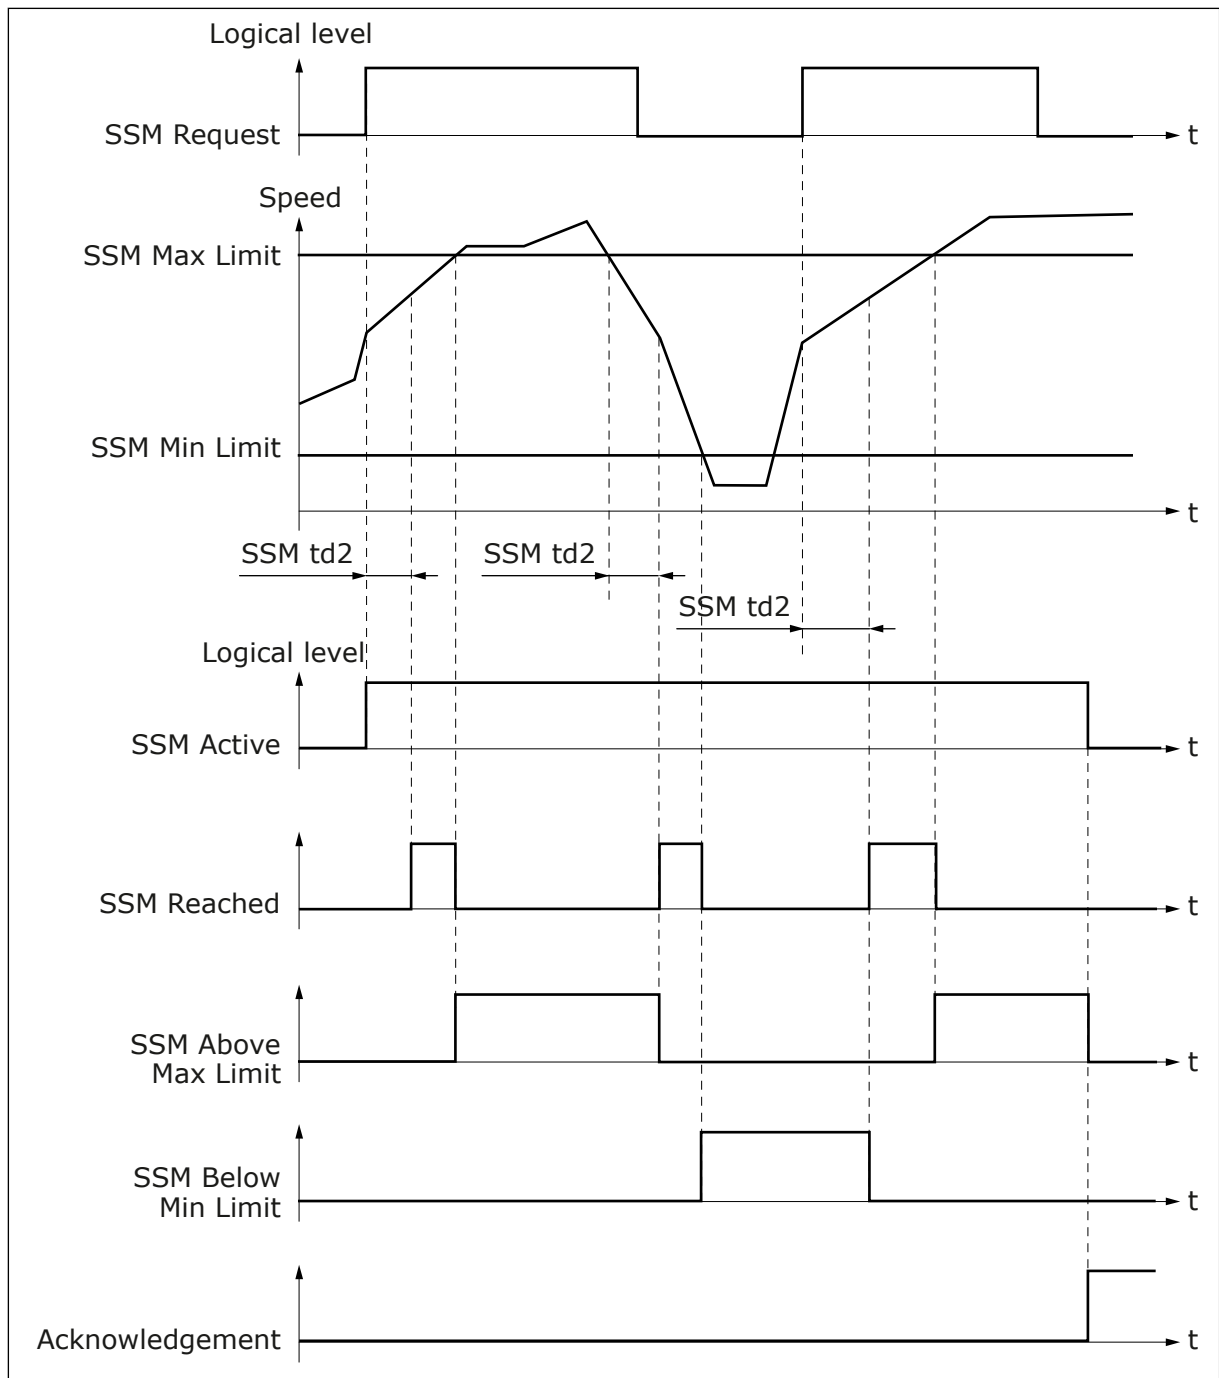 Logical level
SSM Request
t
Speed
SSM Max Limit
SSM Min Limit
t
SSM td2
SSM td2
SSM td2
Logical level
SSM Active
t
SSM Reached
t
SSM Above
Max Limit
t
SSM Below
Min Limit
t
Acknowledgement
t